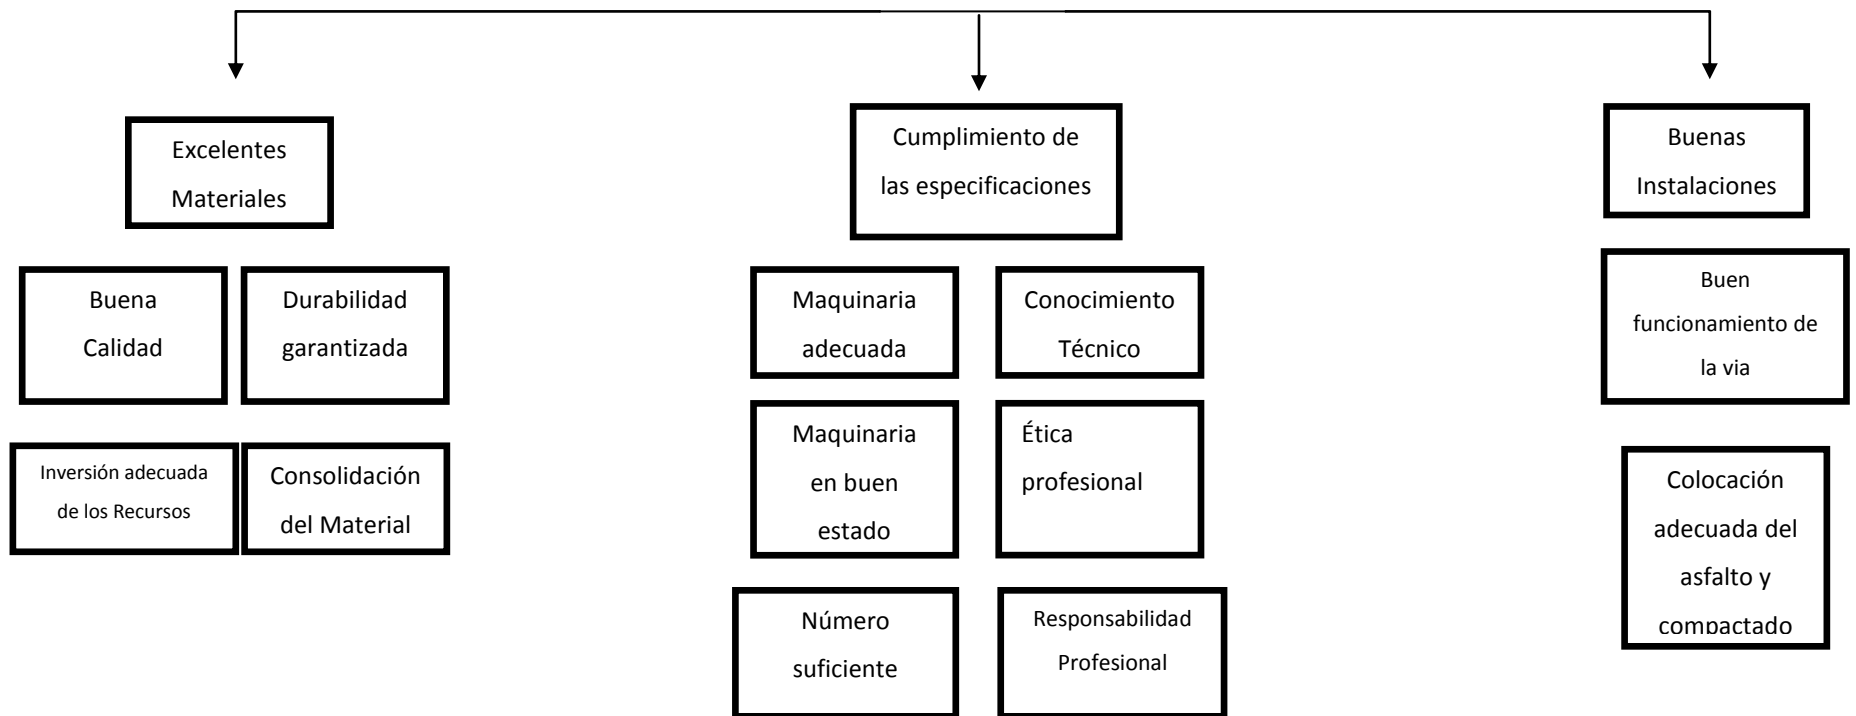 Excelentes
Materiales
Cumplimiento de
las especificaciones
Buenas
Instalaciones
Buena
Calidad
Durabilidad
garantizada
Maquinaria
adecuada
Conocimiento
Técnico
Buen
funcionamiento de
la via
Inversión adecuada
de los Recursos
Consolidación
del Material
Maquinaria
en buen
estado
Ética
profesional
Colocación
adecuada del
asfalto y
compactado
Número
suficiente
Responsabilidad
Profesional